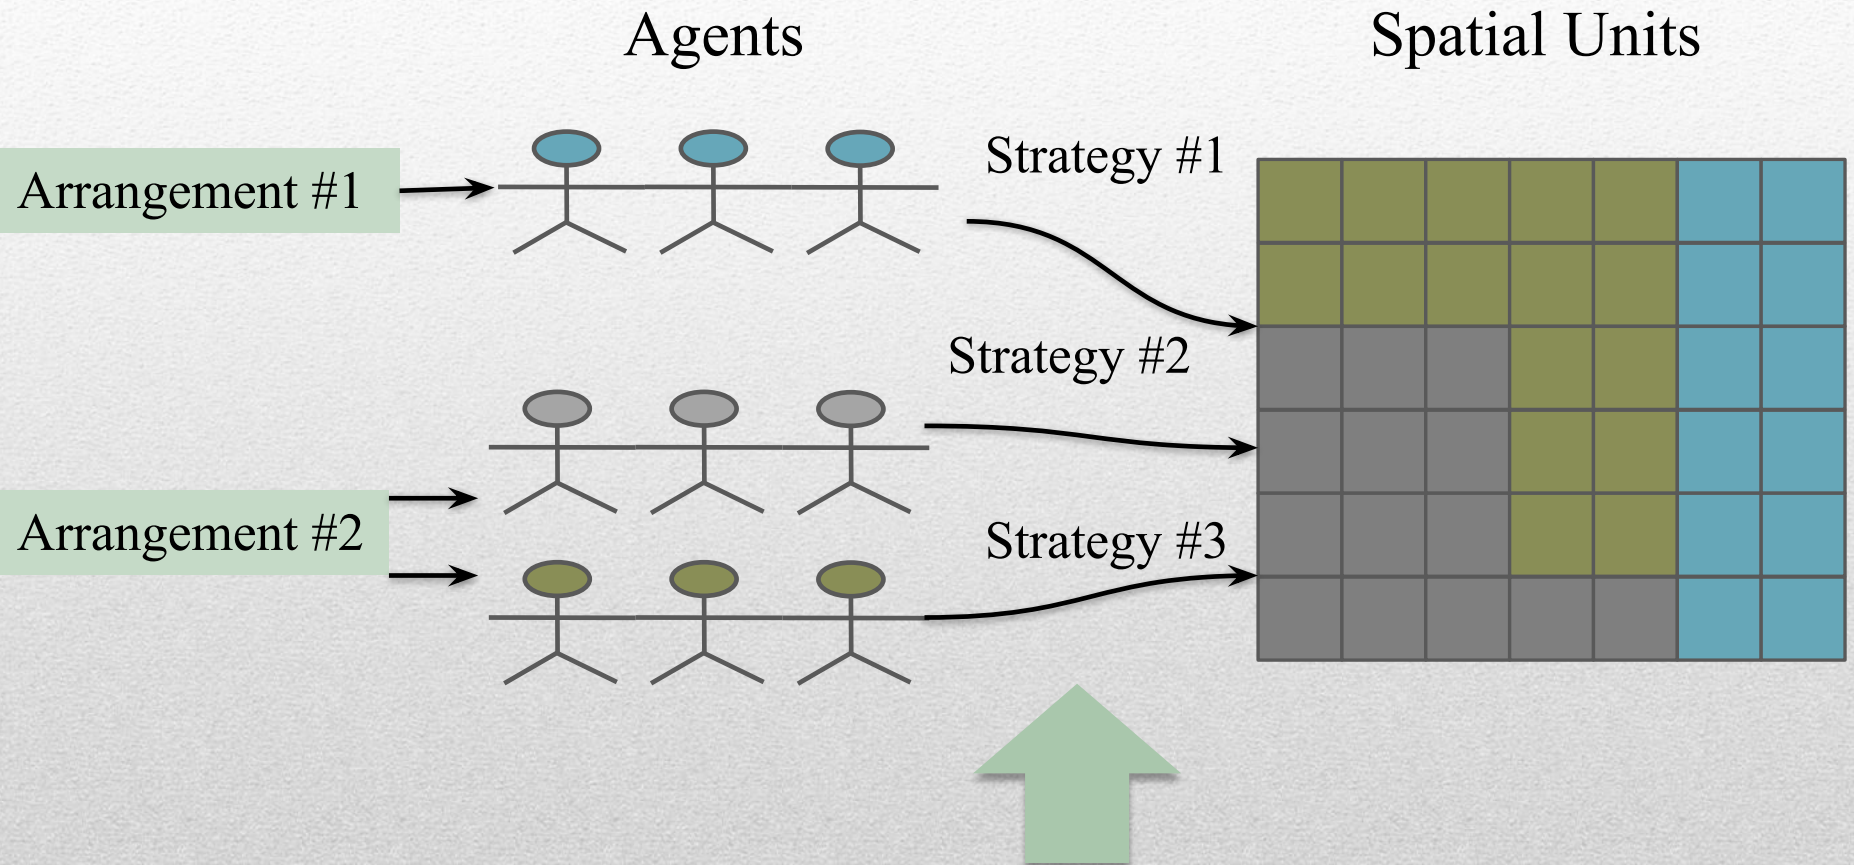 Agents
Spatial Units
Strategy #1
Arrangement #1
Strategy #2
Arrangement #2
Strategy #3